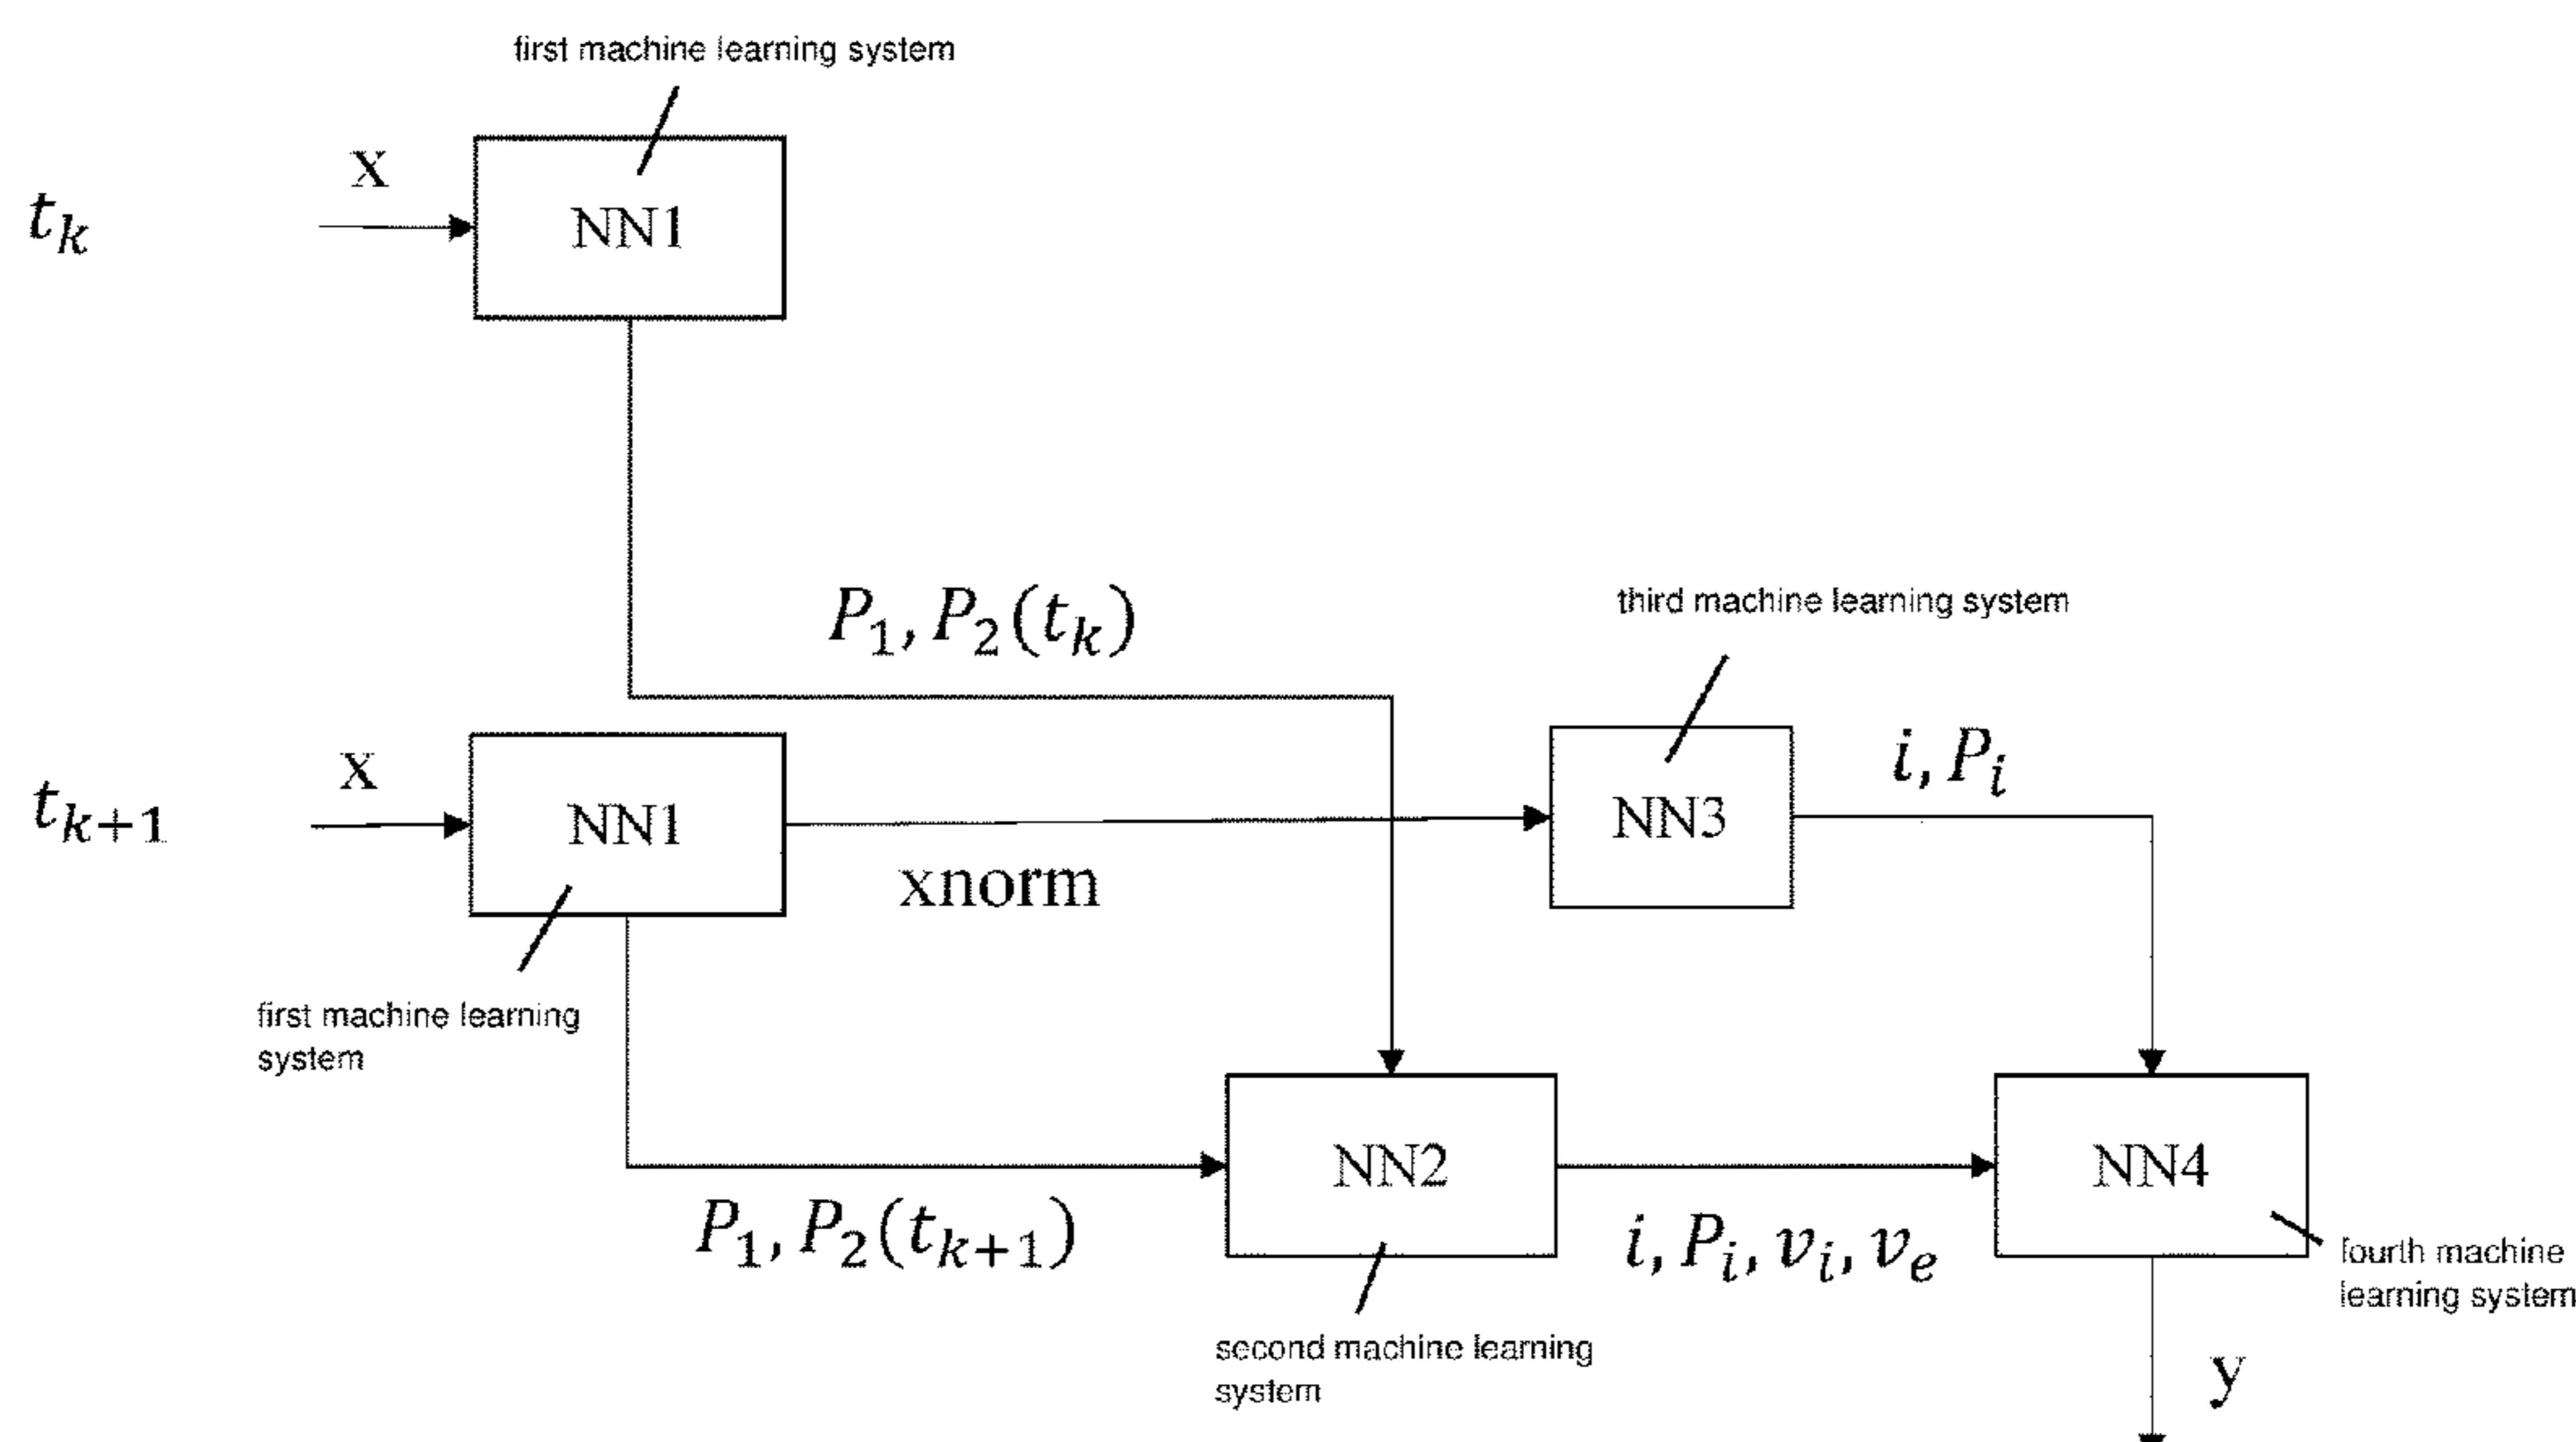 first machine learning system
x
t_k
NN1
P_1, P_2(t_k)
third machine learning system
i, P_i
x
t_{k+1}
NN1
NN3
xnorm
first machine learning
system
NN2
NN4
P_1, P_2(t_{k+1})
i, P_i, v_i, v_e
fourth machine
learning system
second machine learning
system
y